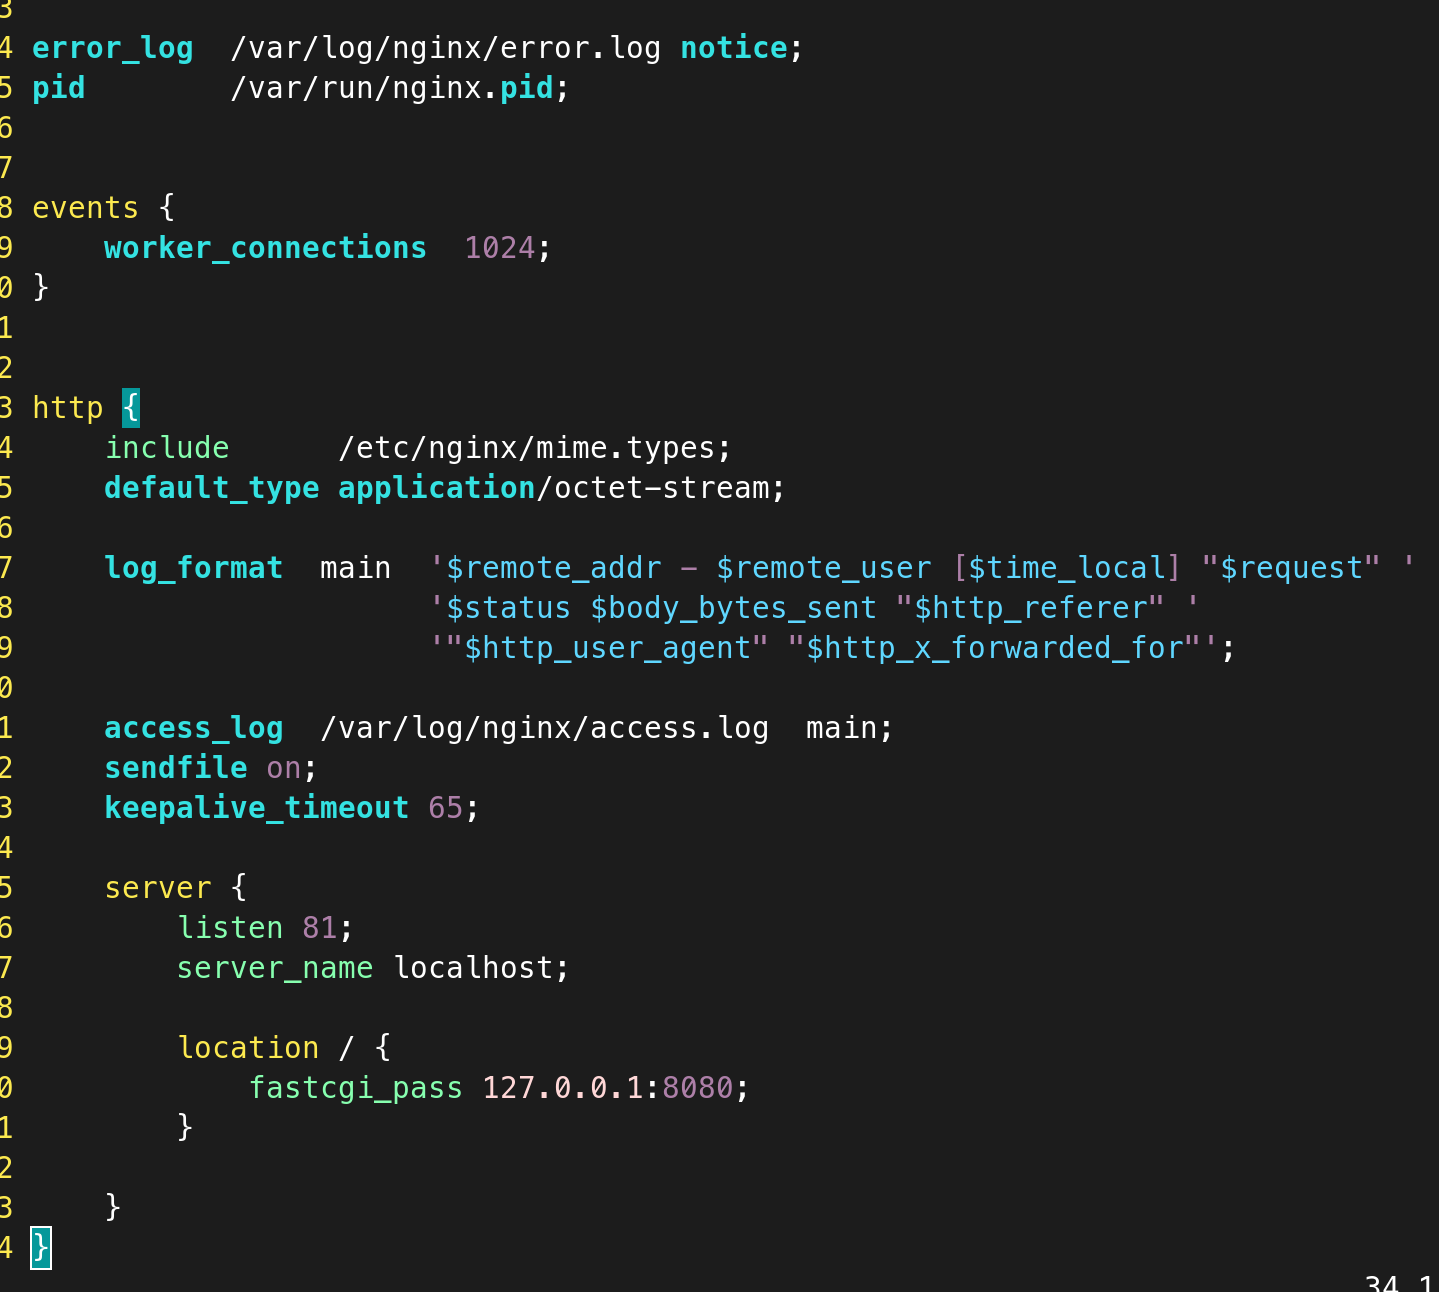 3
4 error_log  /var/log/nginx/error.log notice;
5 pid        /var/run/nginx.pid;
6
7
8 events {
9     worker_connections  1024;
0 }
1
2
3 http {
4     include      /etc/nginx/mime.types;
5     default_type application/octet-stream;
6
7     log_format  main  '$remote_addr - $remote_user [$time_local] "$request" '
8                       '$status $body_bytes_sent "$http_referer" '
9                       '"$http_user_agent" "$http_x_forwarded_for"';
0
1     access_log  /var/log/nginx/access.log  main;
2     sendfile on;
3     keepalive_timeout 65;
4
5     server {
6         listen 81;
7         server_name localhost;
8
9         location / {
0             fastcgi_pass 127.0.0.1:8080;
1         }
2
3     }
4 }
34,1